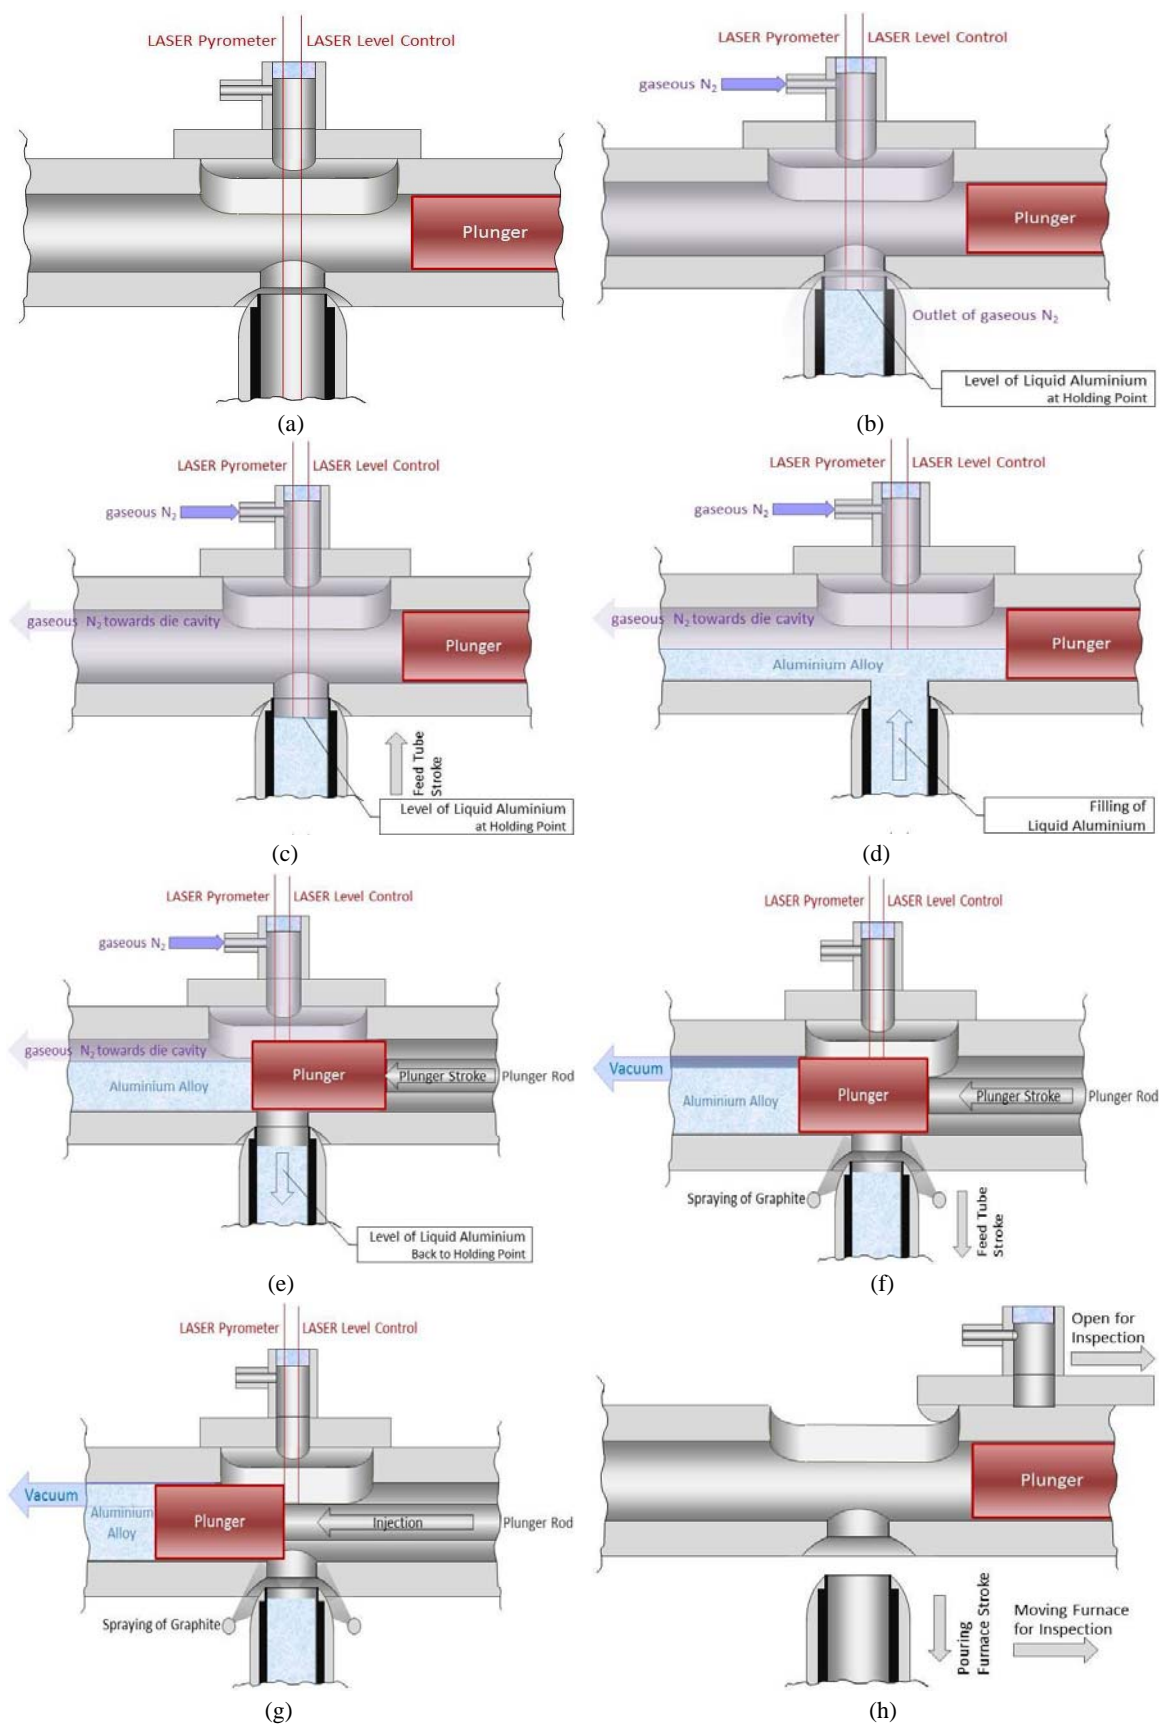 LASER Pyrometer LASER Level Control
Plunger
(a)
LASER Pyrometer LASER Level Control
gaseous N2
Plunger
Outlet of gaseous N2
Level of Liquid Aluminium
at Holding Point
(b)
LASER Pyrometer LASER Level Control
gaseous N2
gaseous N2 towards die cavity
Plunger
Feed Tube
Stroke
Level of Liquid Aluminium
at Holding Point
(c)
LASER Pyrometer LASER Level Control
gaseous N2
gaseous N2 towards die cavity
Plunger
Aluminium Alloy
Filling of
Liquid Aluminium
(d)
LASER Pyrometer LASER Level Control
gaseous N2
gaseous N2 towards die cavity
Aluminium Alloy
Plunger
Plunger Stroke
Plunger Rod
Level of Liquid Aluminium
Back to Holding Point
(e)
LASER Pyrometer LASER Level Control
Vacuum
Aluminium Alloy
Plunger
Plunger Stroke
Plunger Rod
Spraying of Graphite
Feed Tube
Stroke
(f)
LASER Pyrometer LASER Level Control
Vacuum
Aluminium
Alloy
Plunger
Injection
Plunger Rod
Spraying of Graphite
(g)
Open for
Inspection
Plunger
Pouring
Furnace Stroke
Moving Furnace
for Inspection
(h)